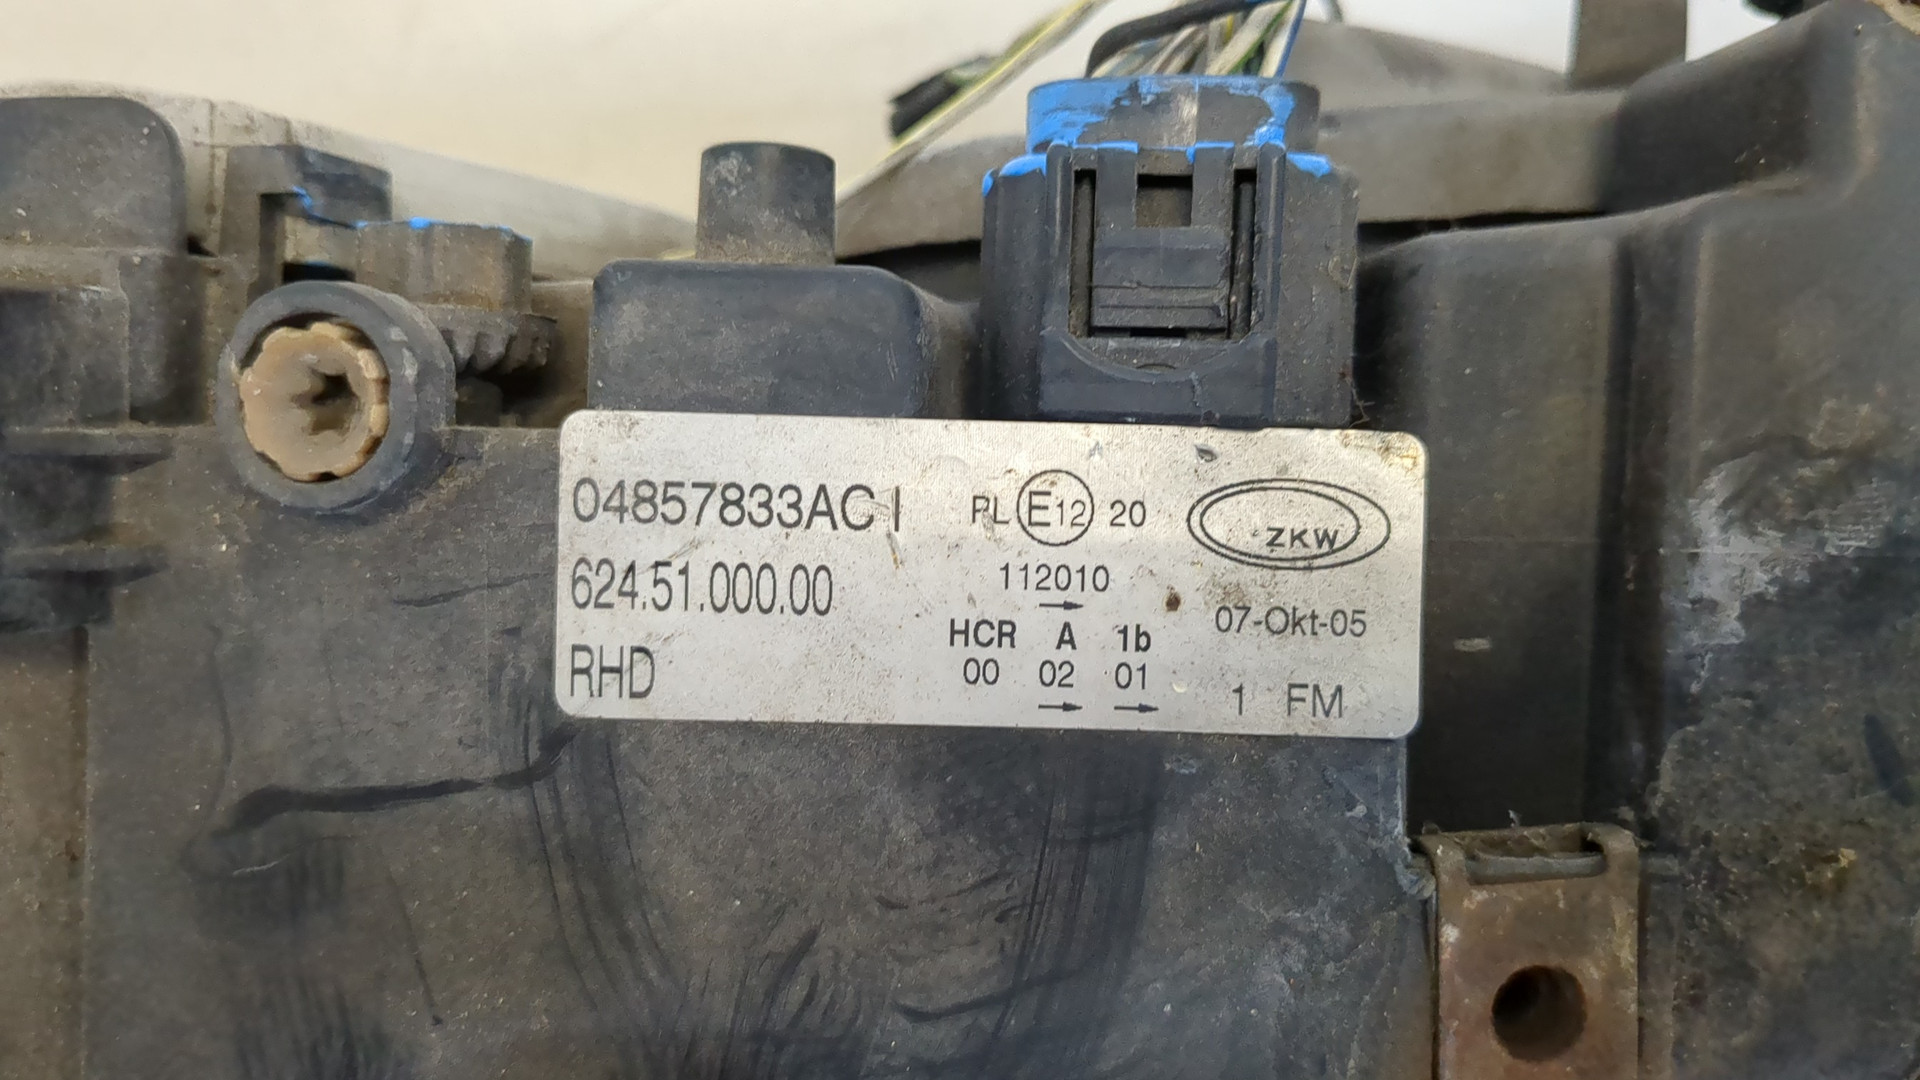 04857833AC I
624.51.000.00
RHD
PL E12 20
112010
→
HCR A 1b
00 02 01
→ →
ZKW
07-Okt-05
1 FM